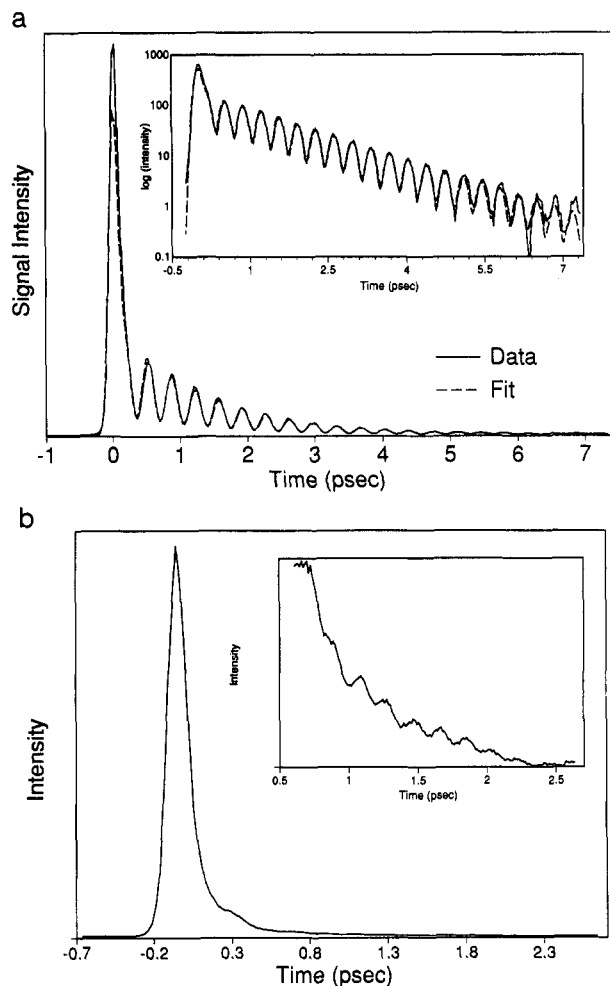 a
1000
100
10
1
0.1
log (intensity)
-0.5 1 2.5 4 5.5 7
Time (psec)
Signal Intensity
Data
Fit
-1 0 1 2 3 4 5 6 7
Time (psec)
b
Intensity
0.5 1 1.5 2 2.5
Time (psec)
Intensity
-0.7 -0.2 0.3 0.8 1.3 1.8 2.3
Time (psec)